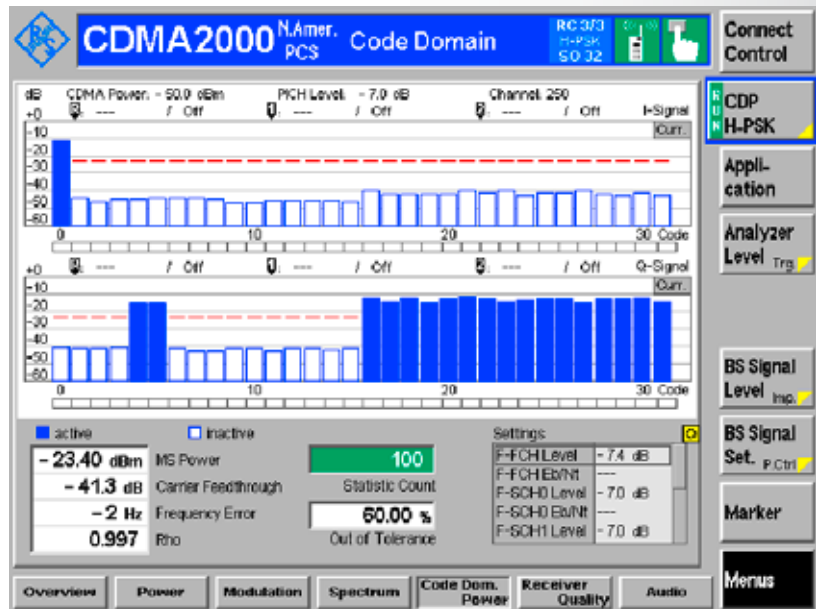 CDMA2000 N.Amer. PCS Code Domain
RC 3/3
H-PSK
SO 32
Connect Control
dB CDMA Power: - 50.0 dBm PICH Level: - 7.0 dB Channel: 250
+0 --- / Off --- / Off --- / Off I-Signal
Curr.
-10
-20
-30
-40
-50
-60
0 10 20 30 Code
+0 --- / Off --- / Off --- / Off Q-Signal
Curr.
-10
-20
-30
-40
-50
-60
0 10 20 30 Code
active inactive
- 23.40 dBm MS Power
- 41.3 dB Carrier Feedthrough
- 2 Hz Frequency Error
0.997 Rho
100
Statistic Count
60.00 %
Out of Tolerance
Settings
F-FCH Level - 7.4 dB
F-FCH Eb/Nt ---
F-SCH0 Level - 7.0 dB
F-SCH0 Eb/Nt ---
F-SCH1 Level - 7.0 dB
RUN
CDP H-PSK
Appli-
cation
Analyzer
Level Trg.
BS Signal
Level Imp.
BS Signal
Set. P.Ctrl
Marker
Menus
Overview Power Modulation Spectrum Code Dom. Power Receiver Quality Audio